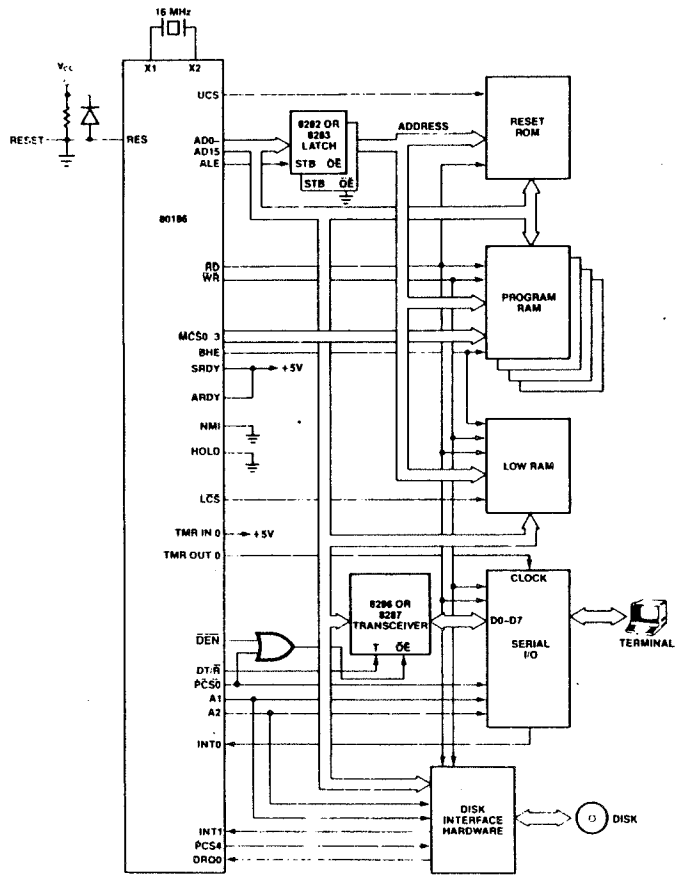 16 MHz
X1 X2
VCC
RESET
RES
UCS
AD0–
AD15
ALE
8282 OR
8283
LATCH
STB OE
STB OE
ADDRESS
RESET
ROM
80186
RD
WR
PROGRAM
RAM
MCS0 3
BHE
SRDY
+5V
ARDY
NMI
HOLD
LOW RAM
LCS
TMR IN 0
+5V
TMR OUT 0
CLOCK
8286 OR
8287
TRANSCEIVER
T OE
D0–D7
SERIAL
I/O
TERMINAL
DEN
DT/R
PCS0
A1
A2
INT0
DISK
INTERFACE
HARDWARE
DISK
INT1
PCS4
DRQ0